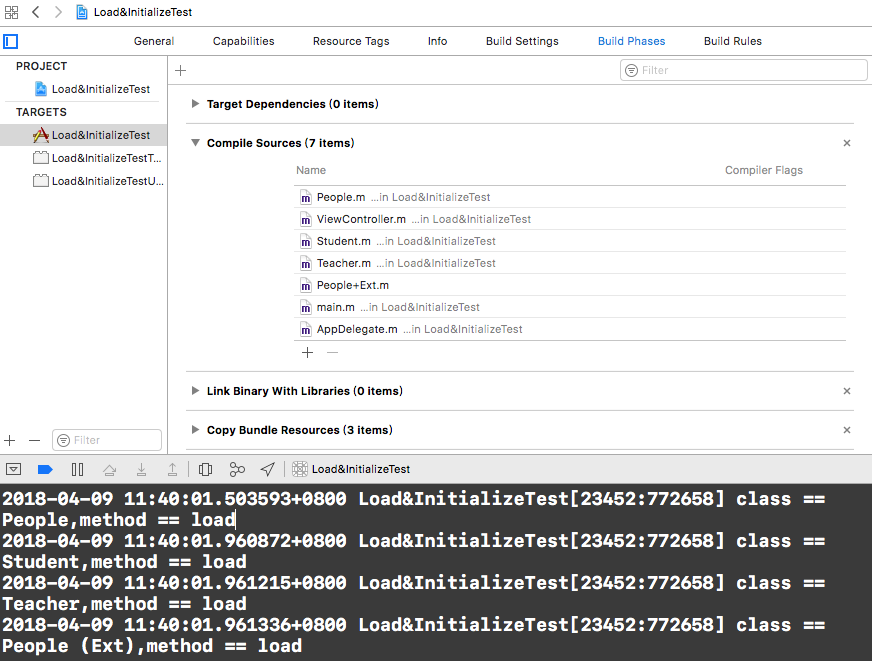 Load&InitializeTest
General Capabilities Resource Tags Info Build Settings Build Phases Build Rules
PROJECT
Load&InitializeTest
TARGETS
Load&InitializeTest
Load&InitializeTestT...
Load&InitializeTestU...
Filter
Filter
Target Dependencies (0 items)
Compile Sources (7 items)
Name Compiler Flags
People.m ...in Load&InitializeTest
ViewController.m ...in Load&InitializeTest
Student.m ...in Load&InitializeTest
Teacher.m ...in Load&InitializeTest
People+Ext.m
main.m ...in Load&InitializeTest
AppDelegate.m ...in Load&InitializeTest
Link Binary With Libraries (0 items)
Copy Bundle Resources (3 items)
Load&InitializeTest
2018-04-09 11:40:01.503593+0800 Load&InitializeTest[23452:772658] class ==
People,method == load
2018-04-09 11:40:01.960872+0800 Load&InitializeTest[23452:772658] class ==
Student,method == load
2018-04-09 11:40:01.961215+0800 Load&InitializeTest[23452:772658] class ==
Teacher,method == load
2018-04-09 11:40:01.961336+0800 Load&InitializeTest[23452:772658] class ==
People (Ext),method == load